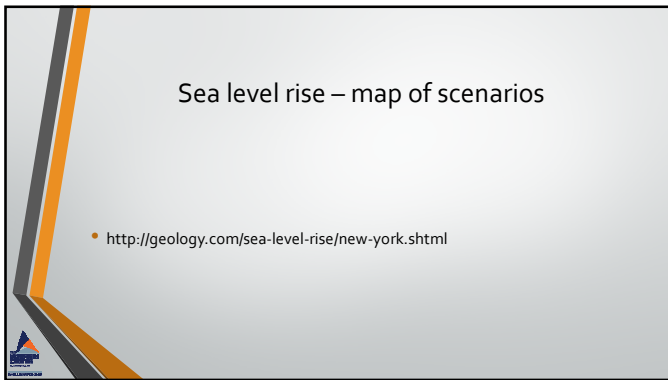 Sea level rise – map of scenarios
• http://geology.com/sea-level-rise/new-york.shtml